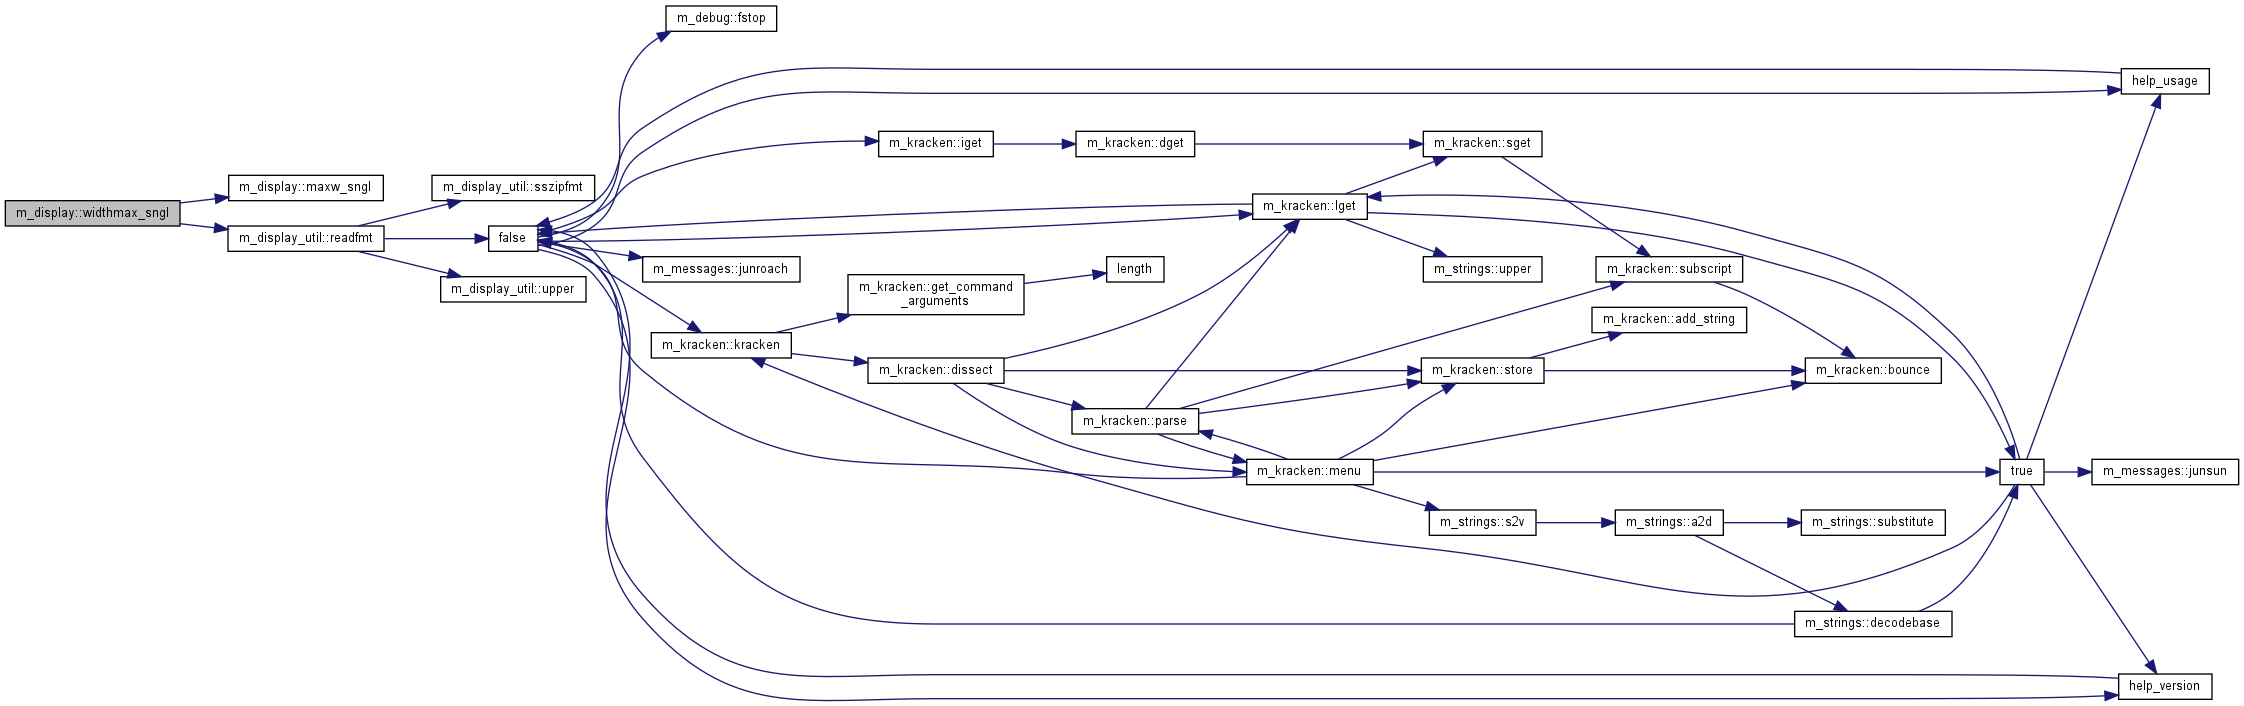 m_debug::fstop
help_usage
m_kracken::iget
m_kracken::dget
m_kracken::sget
m_display::maxw_sngl
m_display_util::sszipfmt
m_display::widthmax_sngl
m_kracken::lget
m_display_util::readfmt
false
m_messages::junroach
length
m_strings::upper
m_kracken::subscript
m_display_util::upper
m_kracken::get_command
_arguments
m_kracken::add_string
m_kracken::kracken
m_kracken::dissect
m_kracken::store
m_kracken::bounce
m_kracken::parse
m_kracken::menu
true
m_messages::junsun
m_strings::s2v
m_strings::a2d
m_strings::substitute
m_strings::decodebase
help_version